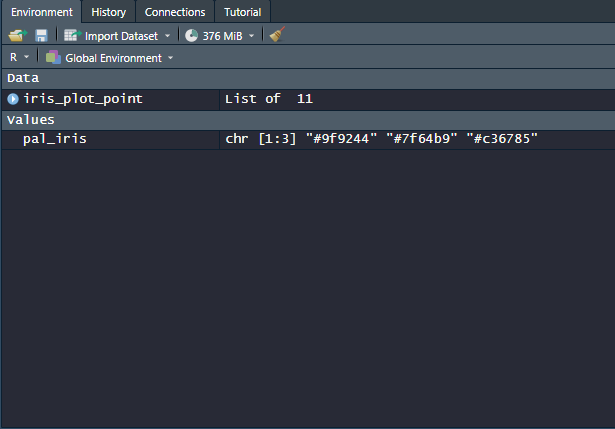 Environment History Connections Tutorial
Import Dataset 376 MiB
R Global Environment
Data
iris_plot_point List of 11
Values
pal_iris chr [1:3] "#9f9244" "#7f64b9" "#c36785"